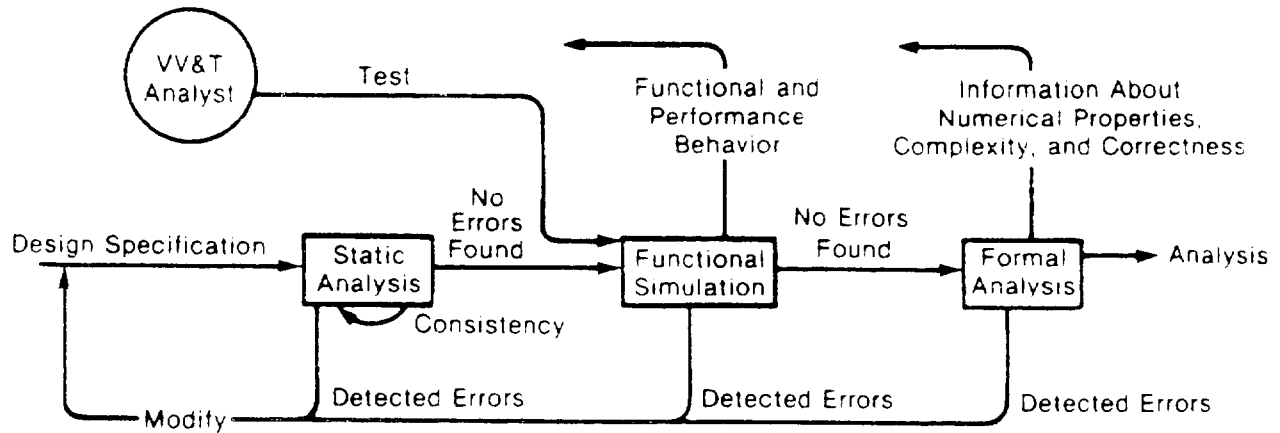 VV&T
Analyst
Test
Functional and
Performance
Behavior
Information About
Numerical Properties,
Complexity, and Correctness
Design Specification
Static
Analysis
No
Errors
Found
Functional
Simulation
No Errors
Found
Formal
Analysis
Analysis
Consistency
Modify
Detected Errors
Detected Errors
Detected Errors